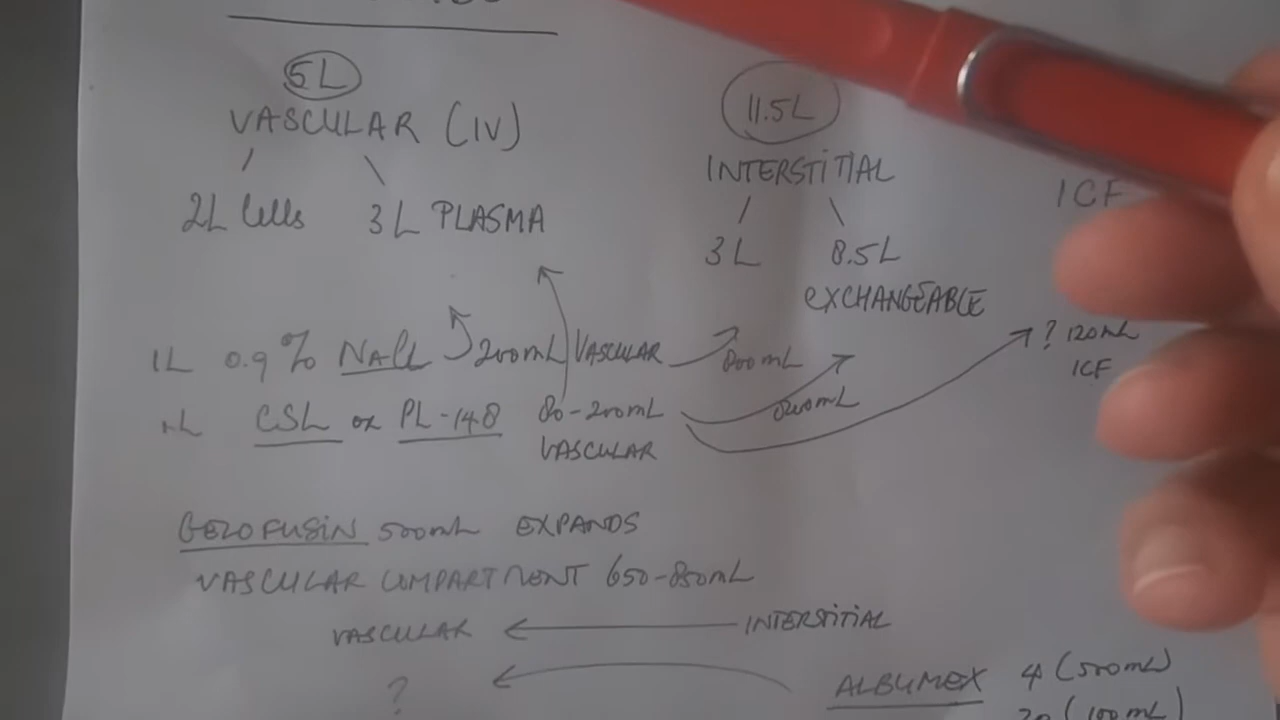 5L
VASCULAR (IV)
2L Cells 3L PLASMA
11.5L
INTERSTITIAL
3L 8.5L
EXCHANGEABLE
ICF
1L 0.9% NaCl 200mL VASCULAR 800mL
? 120mL
ICF
1L CSL or PL-148 80-200mL
VASCULAR
GELOFUSIN 500mL EXPANDS
VASCULAR COMPARTMENT 650-850mL
VASCULAR INTERSTITIAL
?
ALBUMEX 4 (500mL)
20 (100mL)